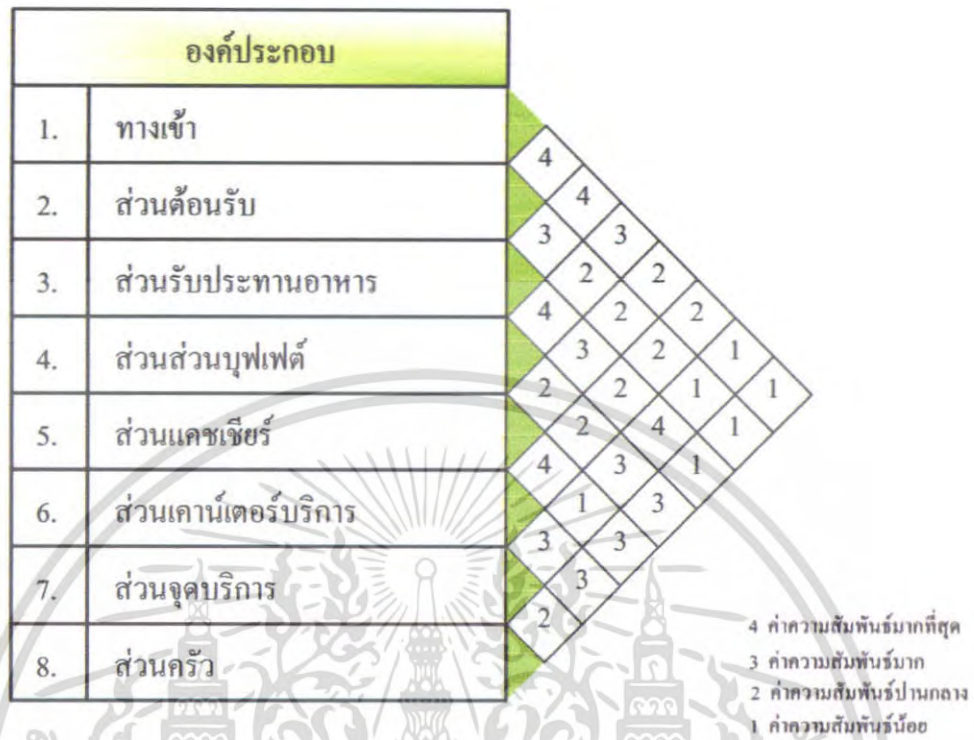 องค์ประกอบ
1. ทางเข้า
2. ส่วนต้อนรับ
3. ส่วนรับประทานอาหาร
4. ส่วนส่วนบุฟเฟต์
5. ส่วนแคชเชียร์
6. ส่วนเคาน์เตอร์บริการ
7. ส่วนจุดบริการ
8. ส่วนครัว
4
4
3 3
2 2
4 2 2
3 2 1
2 2 1 1
2 4 1
4 3 1
1 3
3 3
3
2
4 ค่าความสัมพันธ์มากที่สุด
3 ค่าความสัมพันธ์มาก
2 ค่าความสัมพันธ์ปานกลาง
1 ค่าความสัมพันธ์น้อย